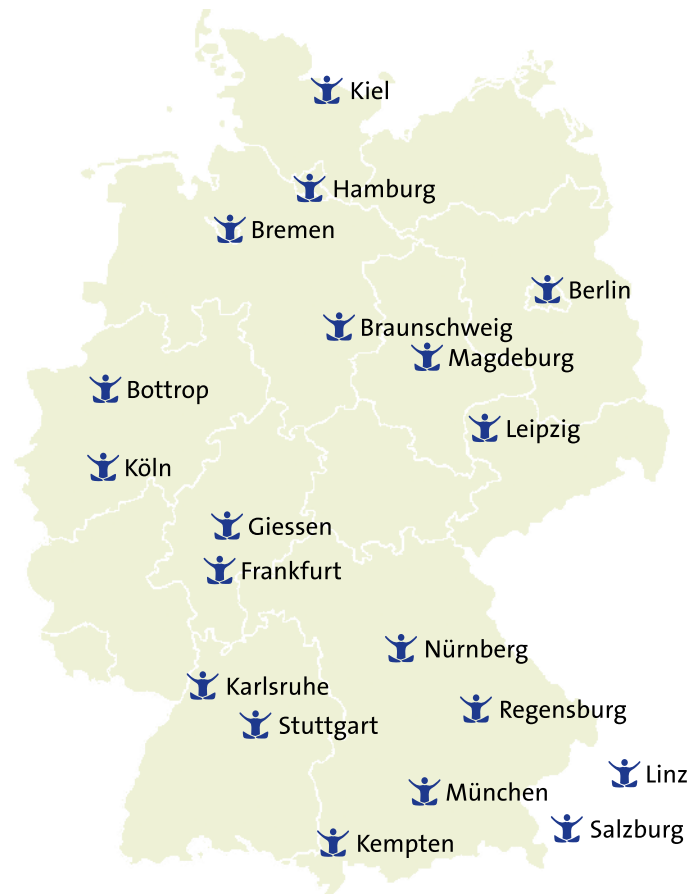 Kiel
Hamburg
Bremen
Berlin
Braunschweig
Magdeburg
Bottrop
Leipzig
Köln
Giessen
Frankfurt
Nürnberg
Karlsruhe
Regensburg
Stuttgart
Linz
München
Salzburg
Kempten